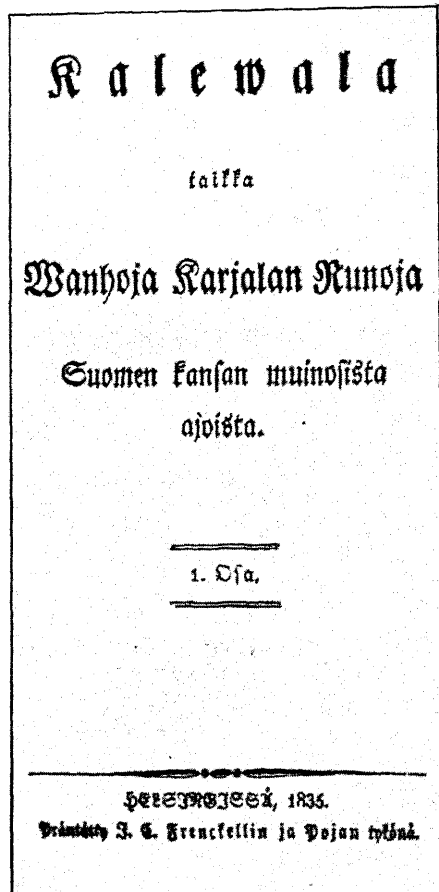 Kalewala
taikka
Wanhoja Karjalan Runoja
Suomen kansan muinosista
ajoista.
1. Osa.
HELSINGISSÄ, 1835.
Präntätty J. C. Frenckellin ja Pojan tykönä.